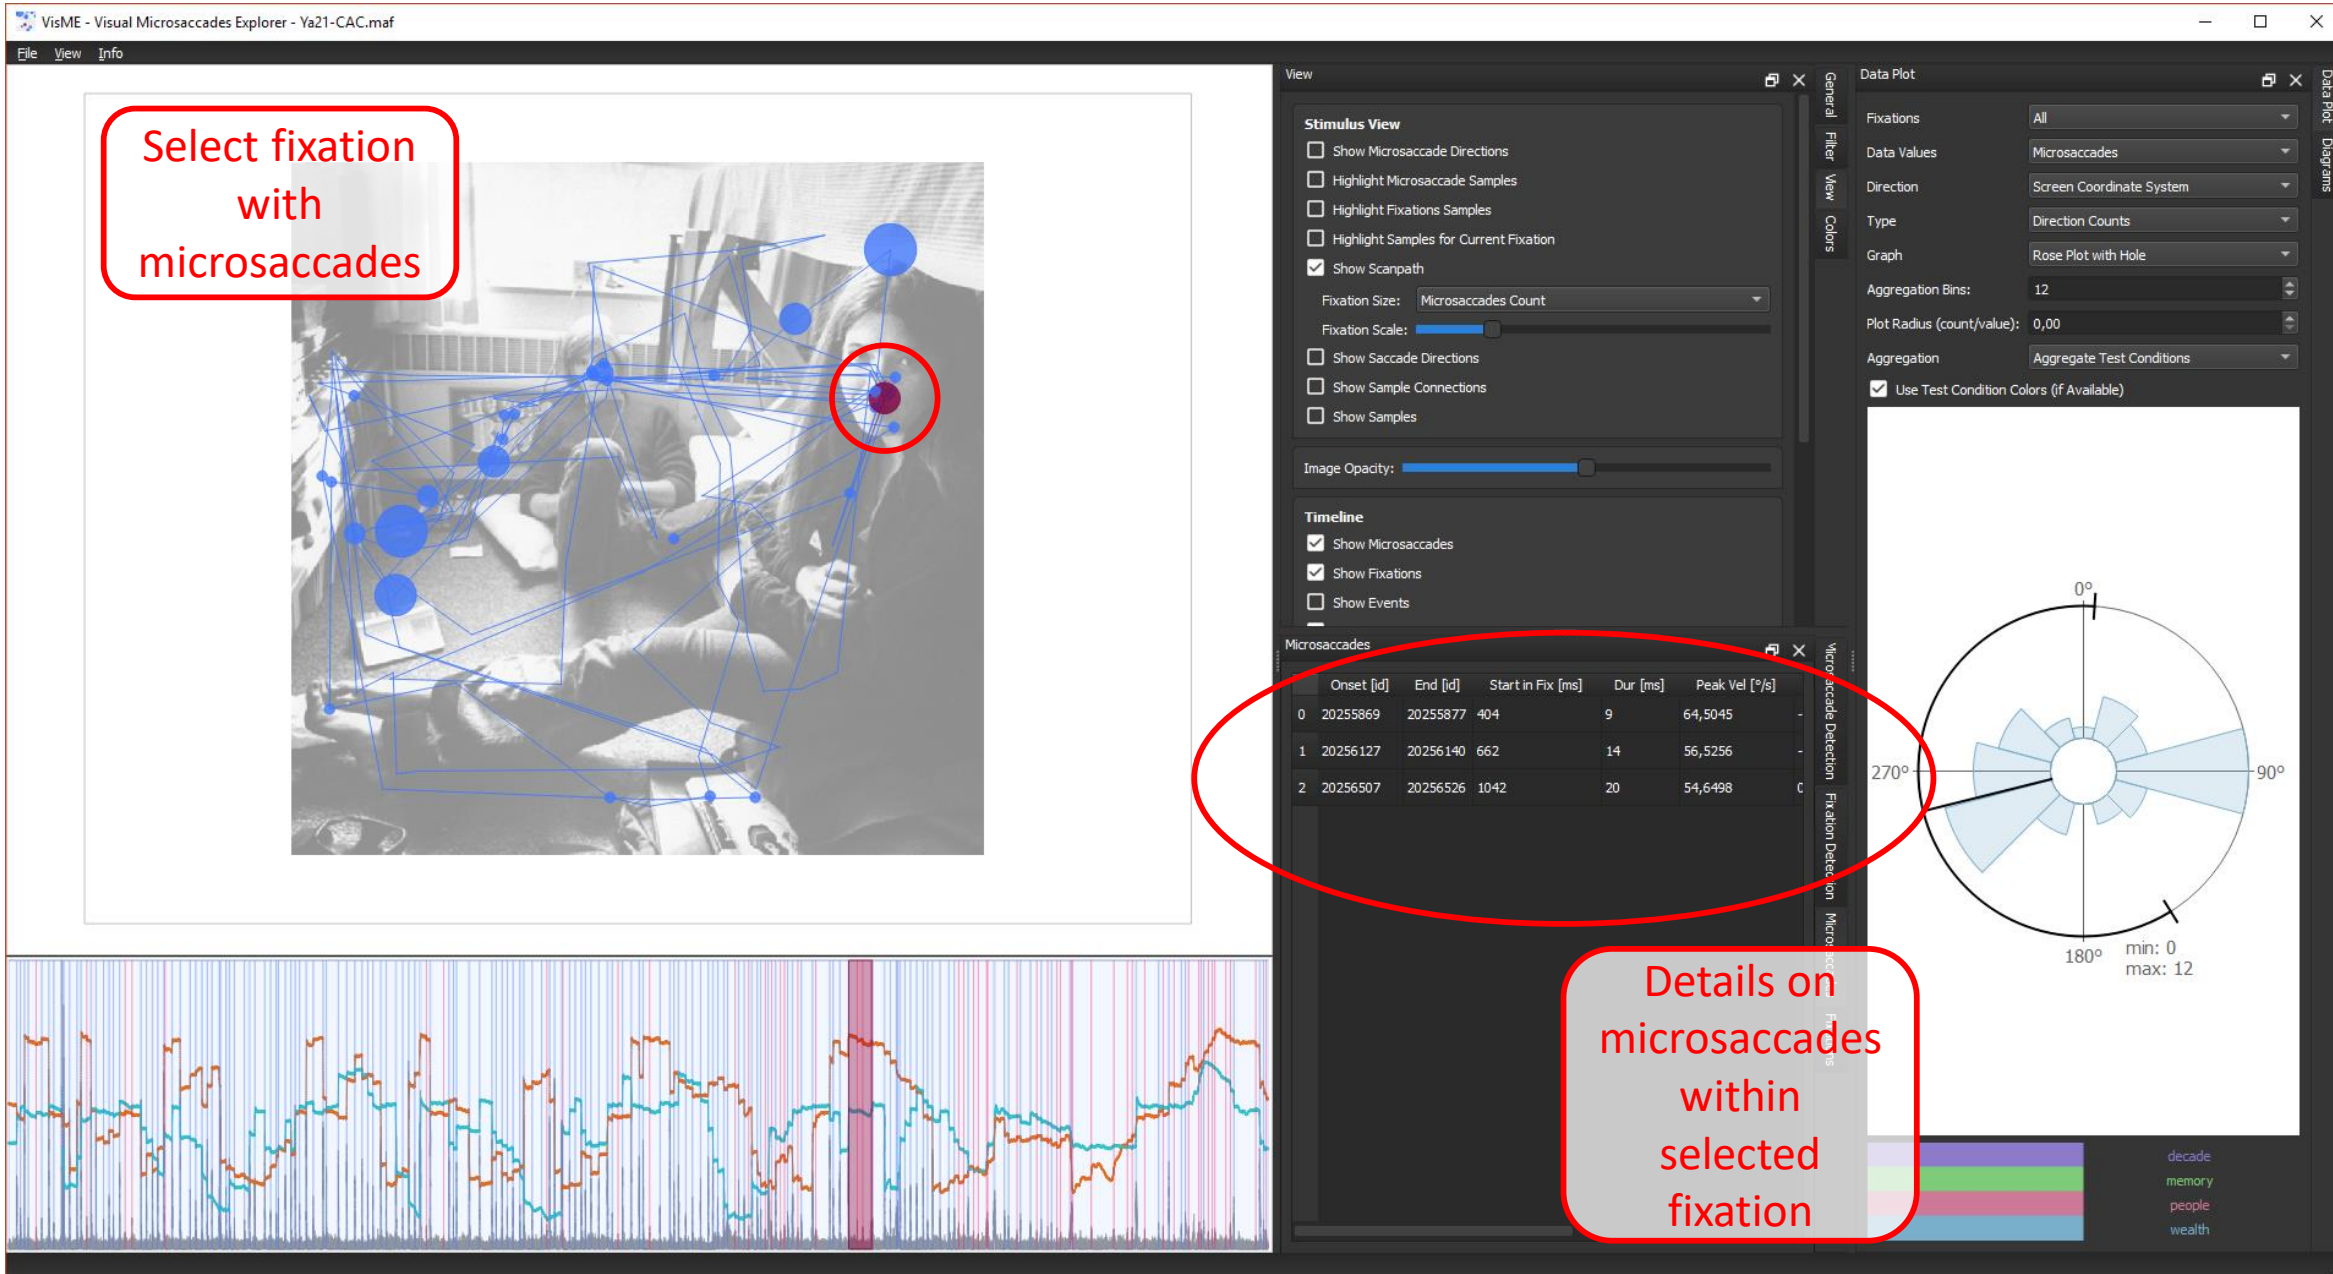 VisME - Visual Microsaccades Explorer - Ya21-CAC.maf
File View Info
Select fixation
with
microsaccades
View
Stimulus View
Show Microsaccade Directions
Highlight Microsaccade Samples
Highlight Fixations Samples
Highlight Samples for Current Fixation
Show Scanpath
Fixation Size: Microsaccades Count
Fixation Scale:
Show Saccade Directions
Show Sample Connections
Show Samples
Image Opacity:
Timeline
Show Microsaccades
Show Fixations
Show Events
General
Filter
View
Colors
Microsaccades
Onset [id] End [id] Start in Fix [ms] Dur [ms] Peak Vel [°/s]
0 20255869 20255877 404 9 64,5045 -
1 20256127 20256140 662 14 56,5256 -
2 20256507 20256526 1042 20 54,6498 0
Microsaccade Detection
Fixation Detection
Details on
microsaccades
within
selected
fixation
Data Plot
Fixations All
Data Values Microsaccades
Direction Screen Coordinate System
Type Direction Counts
Graph Rose Plot with Hole
Aggregation Bins: 12
Plot Radius (count/value): 0,00
Aggregation Aggregate Test Conditions
Use Test Condition Colors (if Available)
0°
270°
90°
180°
min: 0
max: 12
decade
memory
people
wealth
Data Plot
Diagrams